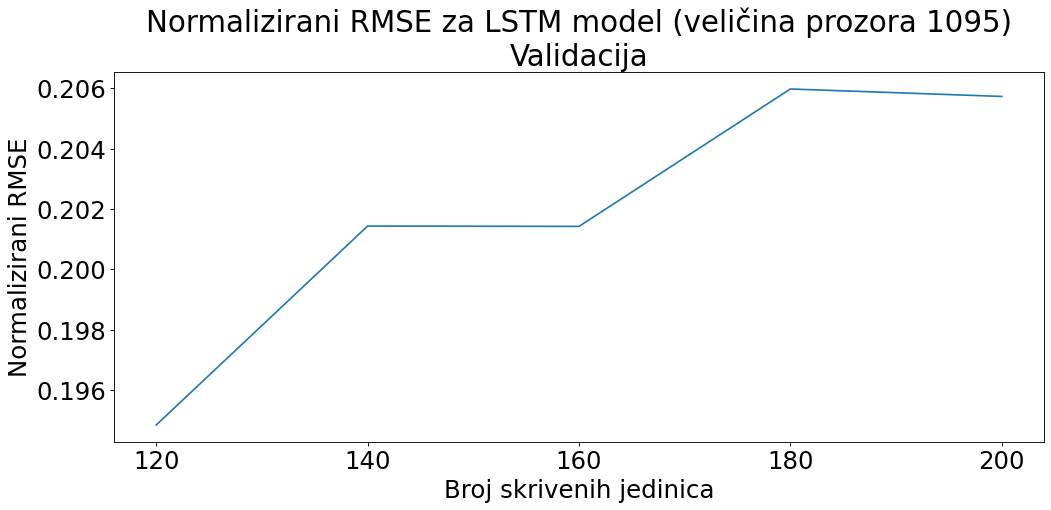 Normalizirani RMSE za LSTM model (veličina prozora 1095)
Validacija
Normalizirani RMSE
0.206
0.204
0.202
0.200
0.198
0.196
120 140 160 180 200
Broj skrivenih jedinica